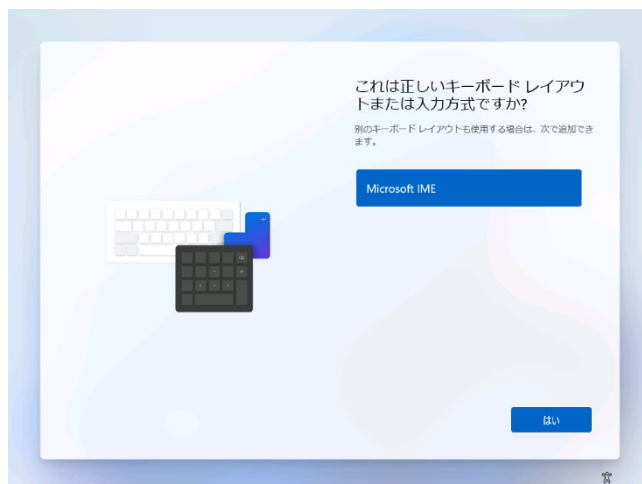 これは正しいキーボード レイアウ
トまたは入力方式ですか?
別のキーボード レイアウトも使用する場合は、次で追加でき
ます。
Microsoft IME
はい